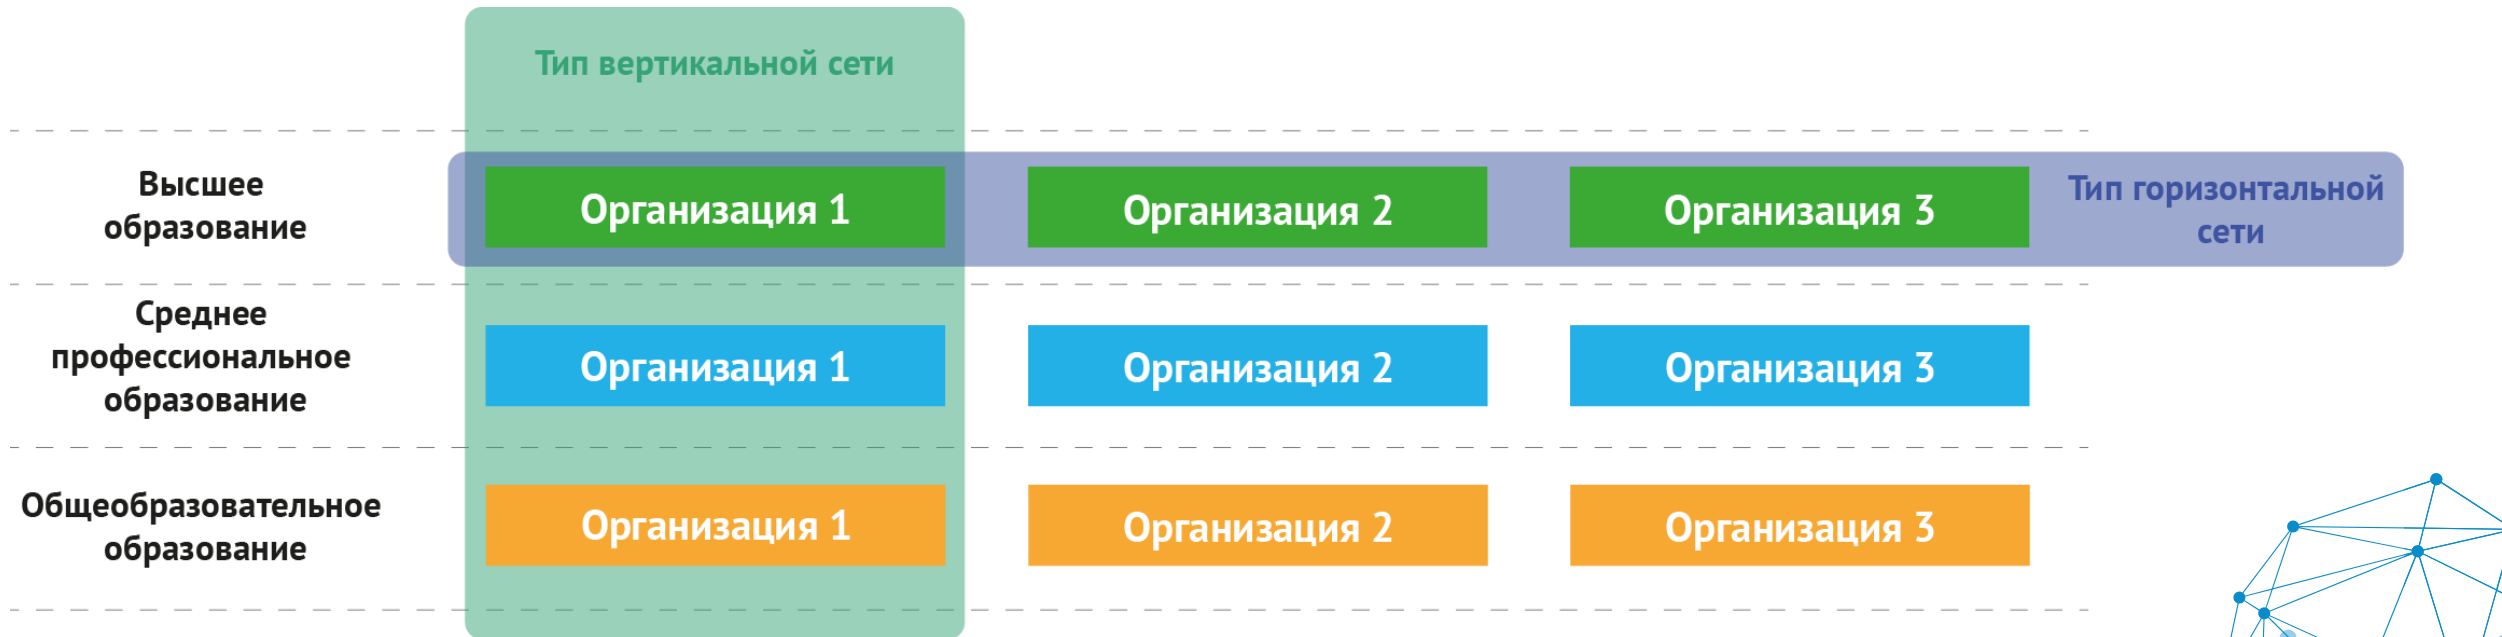 Тип вертикальной сети
Высшее
образование
Организация 1
Организация 2
Организация 3
Тип горизонтальной
сети
Среднее
профессиональное
образование
Организация 1
Организация 2
Организация 3
Общеобразовательное
образование
Организация 1
Организация 2
Организация 3